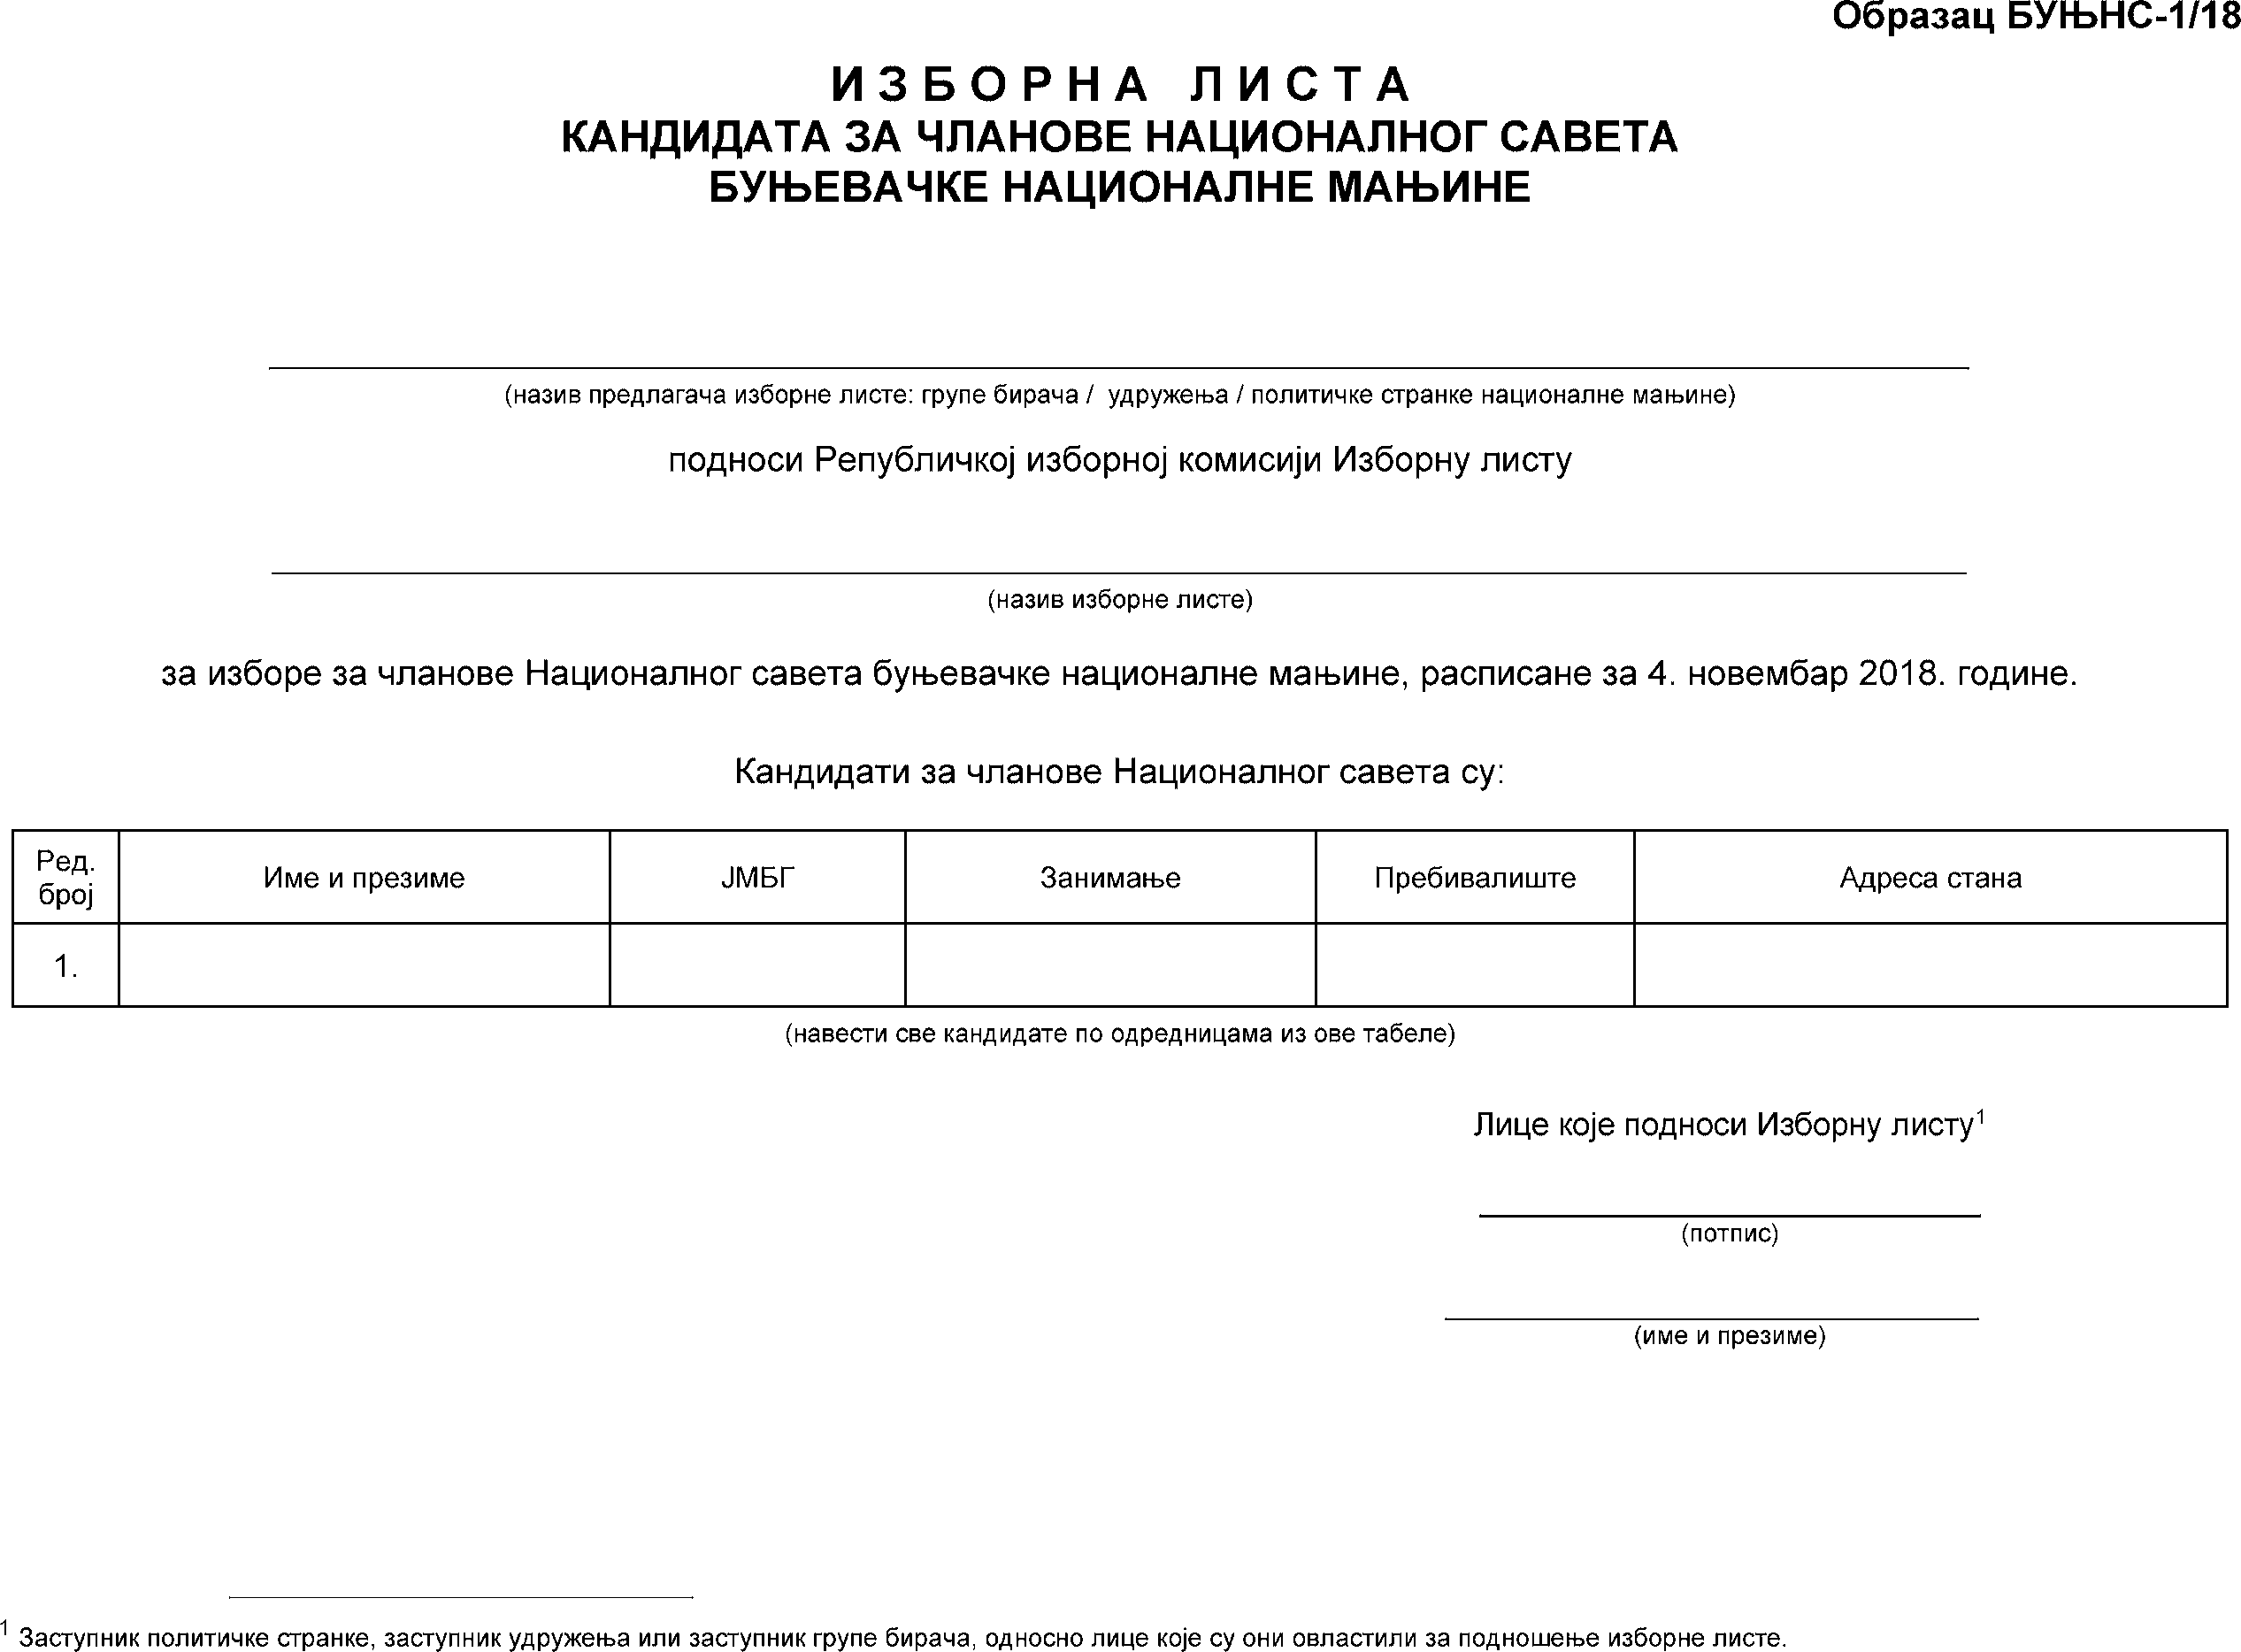 Образац БУЊНС-1/18
И З Б О Р Н А   Л И С Т А
КАНДИДАТА ЗА ЧЛАНОВЕ НАЦИОНАЛНОГ САВЕТА
БУЊЕВАЧКЕ НАЦИОНАЛНЕ МАЊИНЕ
(назив предлагача изборне листе: групе бирача / удружења / политичке странке националне мањине)
подноси Републичкој изборној комисији Изборну листу
(назив изборне листе)
за изборе за чланове Националног савета буњевачке националне мањине, расписане за 4. новембар 2018. године.
Кандидати за чланове Националног савета су:
Ред. број	Име и презиме	ЈМБГ	Занимање	Пребивалиште	Адреса стана
1.
(навести све кандидате по одредницама из ове табеле)
Лице које подноси Изборну листу¹
(потпис)
(име и презиме)
¹ Заступник политичке странке, заступник удружења или заступник групе бирача, односно лице које су они овластили за подношење изборне листе.